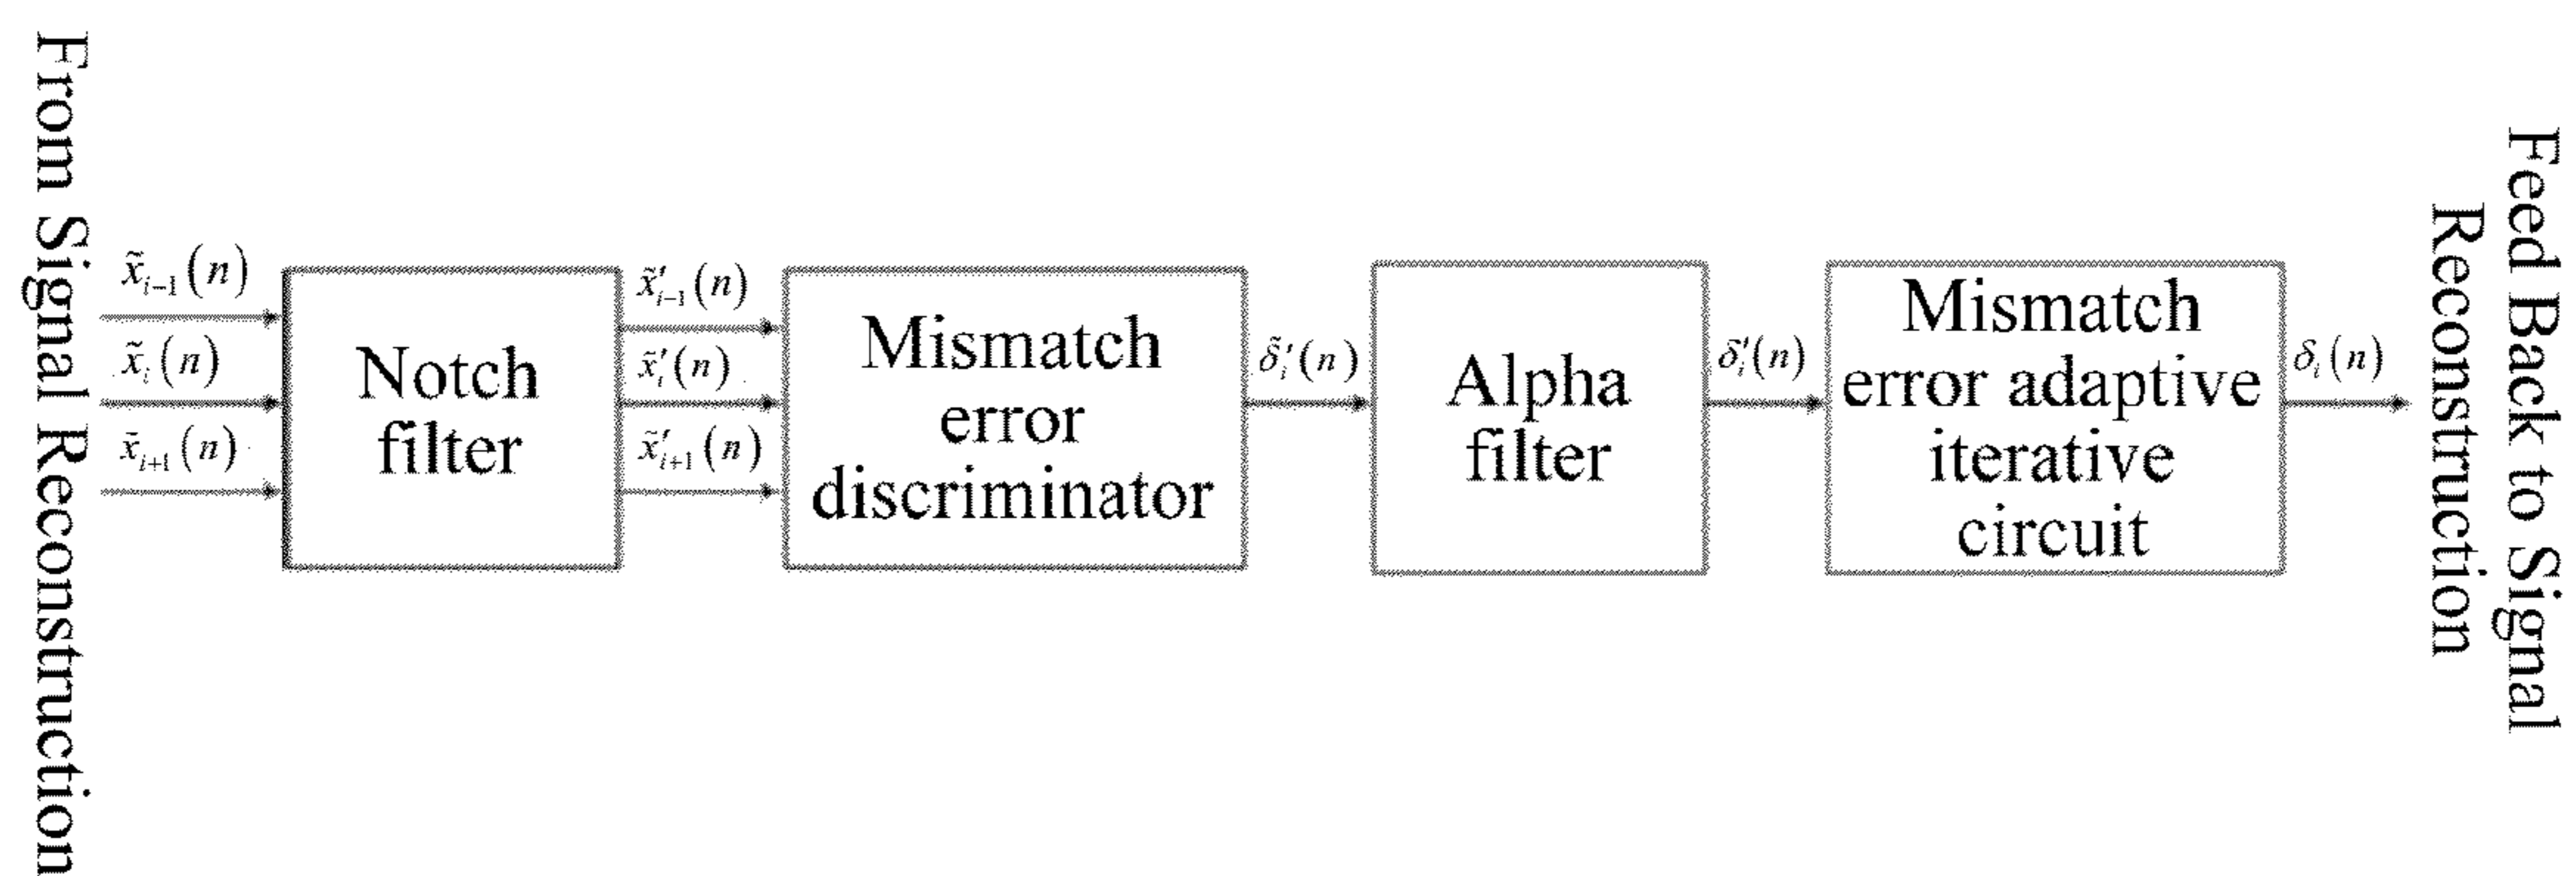 From Signal Reconstruction
x̃ᵢ₋₁(n)
x̃ᵢ(n)
x̃ᵢ₊₁(n)
Notch
filter
x̃′ᵢ₋₁(n)
x̃ᵢ′(n)
x̃′ᵢ₊₁(n)
Mismatch
error
discriminator
δ̃ᵢ′(n)
Alpha
filter
δᵢ′(n)
Mismatch
error adaptive
iterative
circuit
δᵢ(n)
Feed Back to Signal
Reconstruction